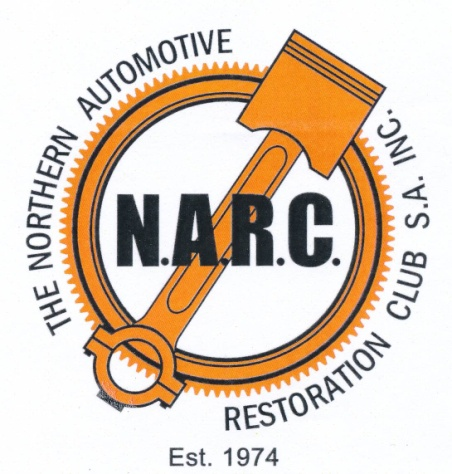 THE NORTHERN AUTOMOTIVE
RESTORATION CLUB S.A. INC.
N.A.R.C.
Est. 1974